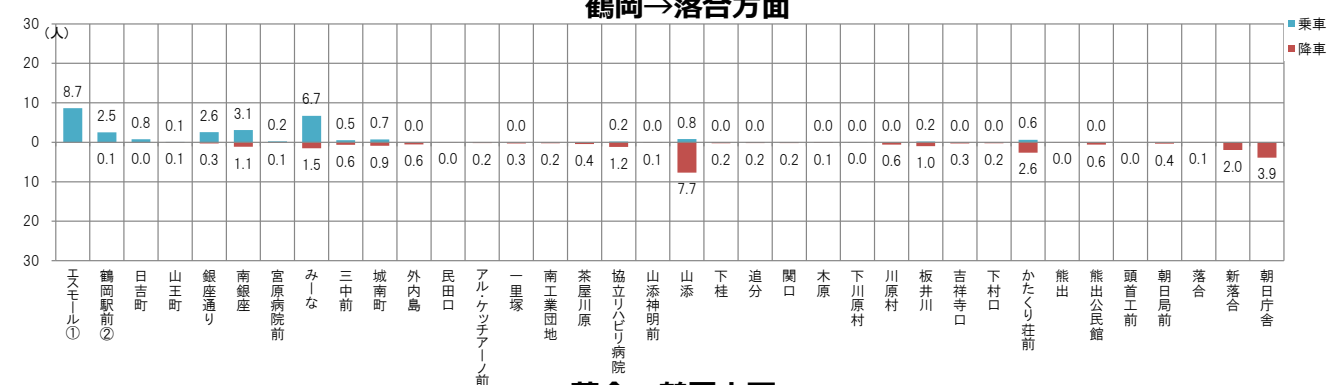 鶴岡→落合方面
30
(人)
20
10
0
10
20
30
乗車
降車
8.7 2.5 0.8 0.1 2.6 3.1 0.2 6.7 0.5 0.7 0.0 0.0 0.2 0.0 0.8 0.0 0.0 0.0 0.0 0.0 0.2 0.0 0.0 0.6 0.0
0.1 0.0 0.1 0.3 1.1 0.1 1.5 0.6 0.9 0.6 0.0 0.2 0.3 0.2 0.4 1.2 0.1 7.7 0.2 0.2 0.2 0.1 0.0 0.6 1.0 0.3 0.2 2.6 0.0 0.6 0.0 0.4 0.1 2.0 3.9
エスモール①
鶴岡駅前②
日吉町
山王町
銀座通り
南銀座
宮原病院前
みーな
三中前
城南町
外内島
民田口
アル・ケッチアーノ前
一里塚
南工業団地
茶屋川原
協立リハビリ病院
山添神明前
山添
下桂
追分
関口
木原
下川原村
川原村
板井川
吉祥寺口
下村口
かたくり荘前
熊出
熊出公民館
頭首工前
朝日局前
落合
新落合
朝日庁舎